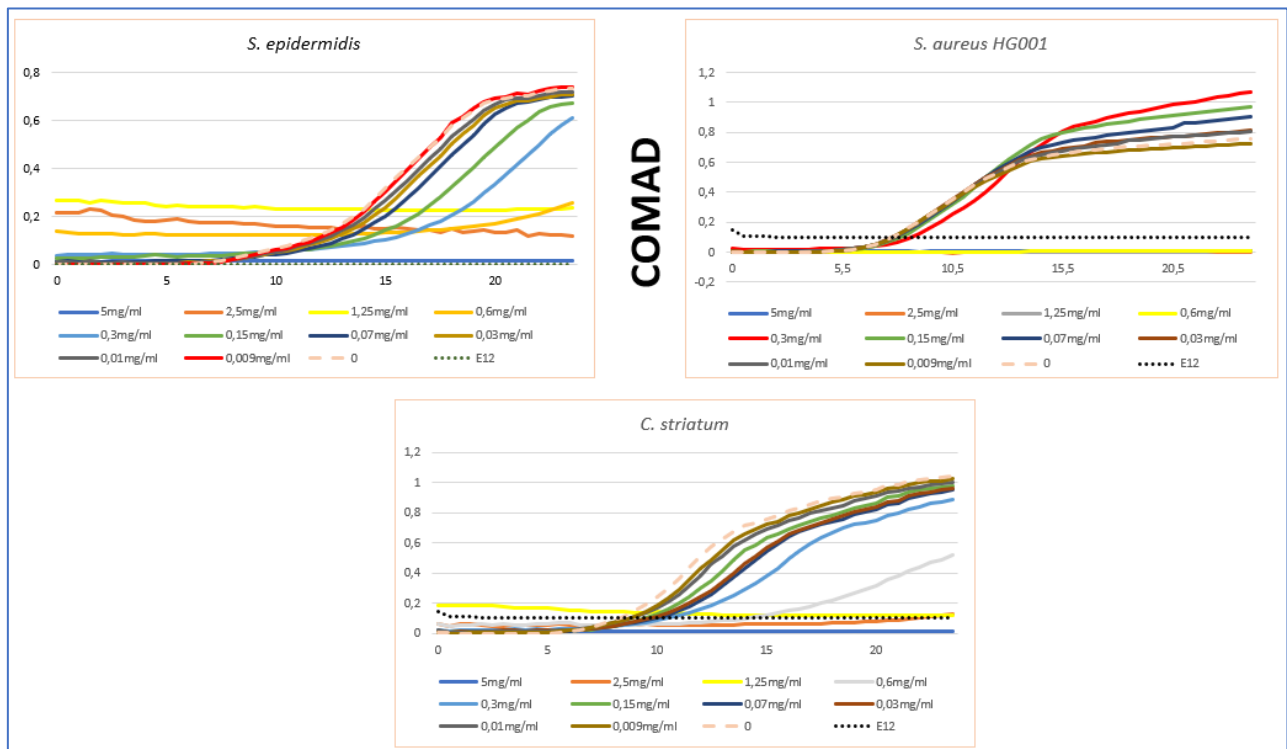 S. epidermidis
0,8
0,6
0,4
0,2
0
0 5 10 15 20
5mg/ml 2,5mg/ml 1,25mg/ml 0,6mg/ml
0,3mg/ml 0,15mg/ml 0,07mg/ml 0,03mg/ml
0,01mg/ml 0,009mg/ml 0 E12
COMAD
S. aureus HG001
1,2
1
0,8
0,6
0,4
0,2
0
-0,2
0 5,5 10,5 15,5 20,5
5mg/ml 2,5mg/ml 1,25mg/ml 0,6mg/ml
0,3mg/ml 0,15mg/ml 0,07mg/ml 0,03mg/ml
0,01mg/ml 0,009mg/ml 0 E12
C. striatum
1,2
1
0,8
0,6
0,4
0,2
0
0 5 10 15 20
5mg/ml 2,5mg/ml 1,25mg/ml 0,6mg/ml
0,3mg/ml 0,15mg/ml 0,07mg/ml 0,03mg/ml
0,01mg/ml 0,009mg/ml 0 E12